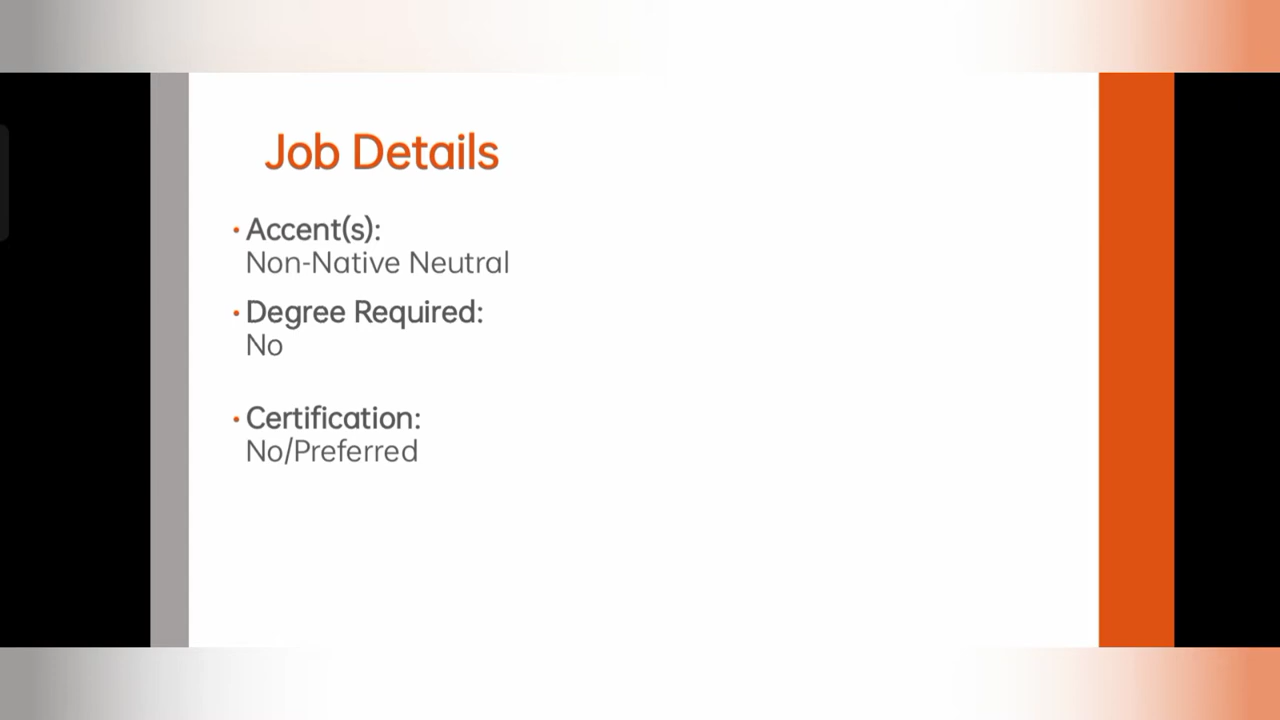 Job Details
• Accent(s):
Non-Native Neutral
• Degree Required:
No
• Certification:
No/Preferred